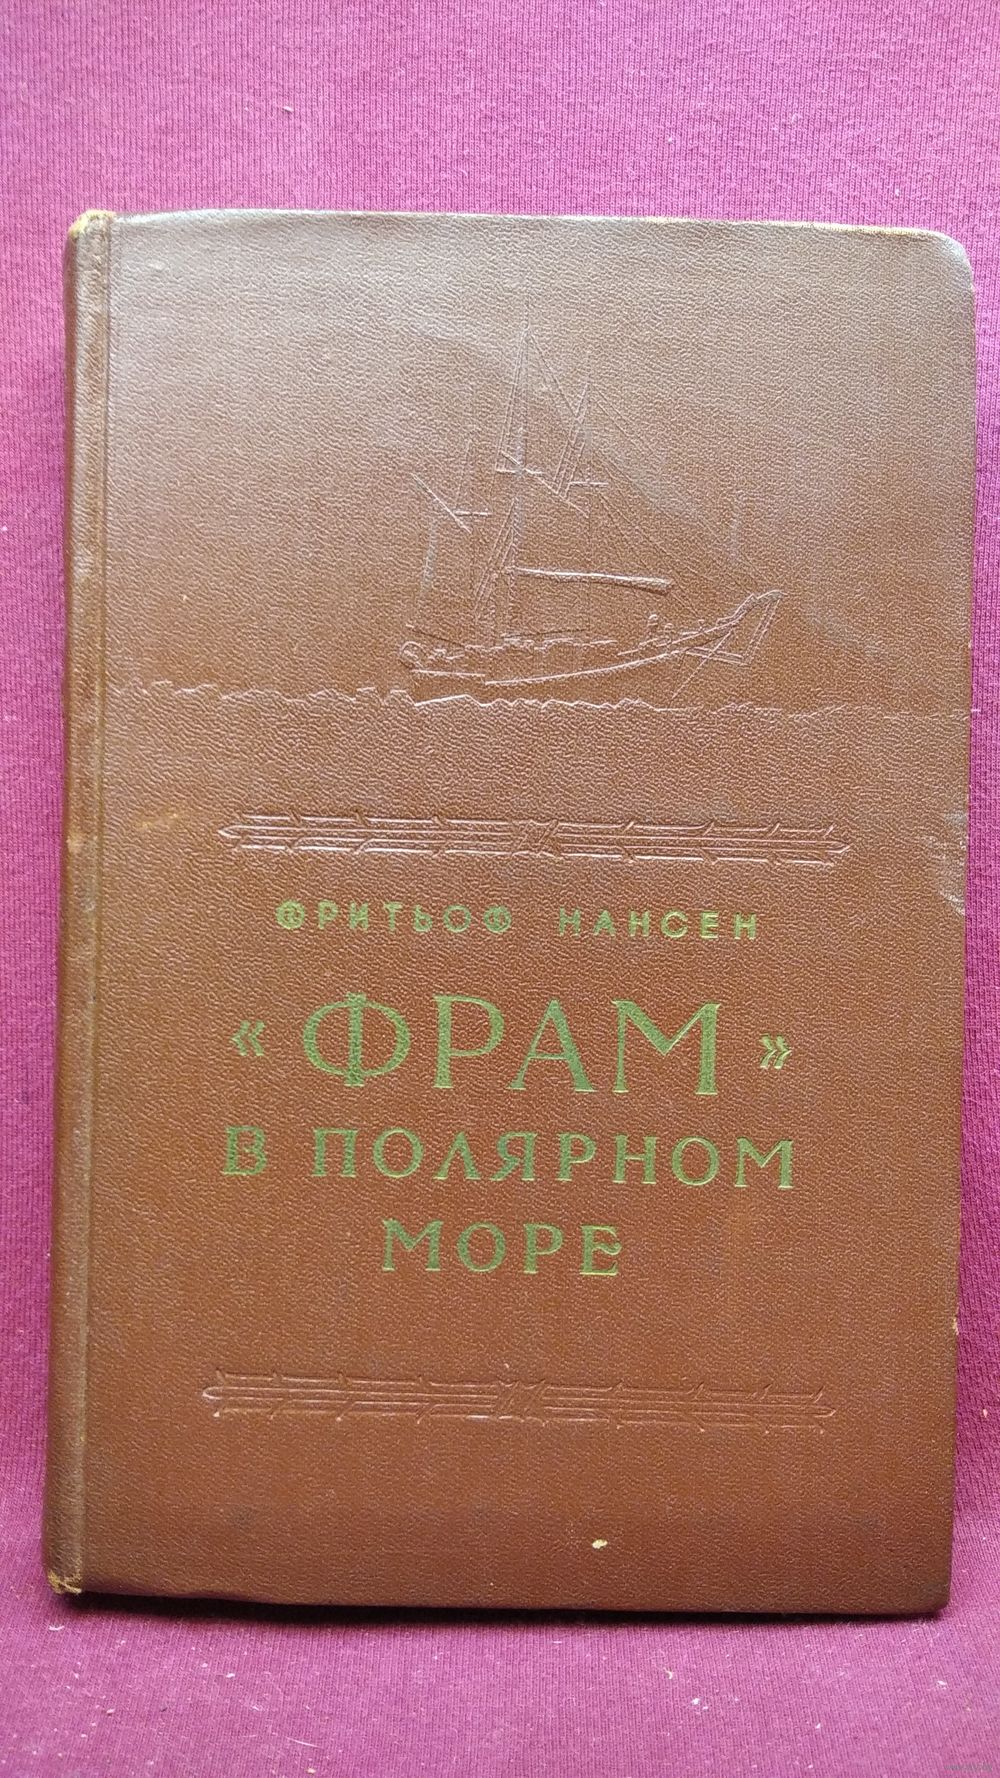 ФРИТЬОФ НАНСЕН
«ФРАМ»
В ПОЛЯРНОМ
МОРЕ